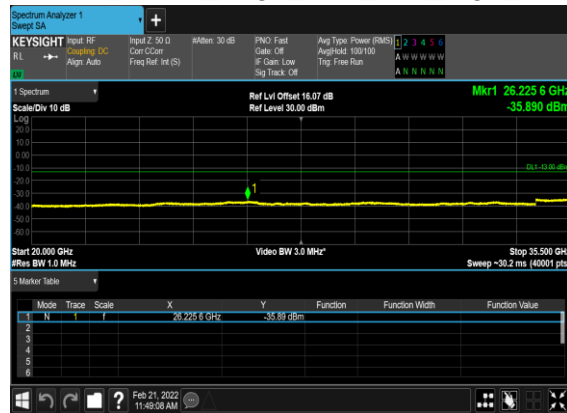 Spectrum Analyzer 1
Swept SA
+
KEYSIGHT Input: RF Input Z: 50 Ω #Atten: 30 dB PNO: Fast Avg Type: Power (RMS) 1 2 3 4 5 6
RL Coupling: DC Corr CCorr Gate: Off Avg|Hold: 100/100 A W W W W W
Align: Auto Freq Ref: Int (S) IF Gain: Low Trig: Free Run
Sig Track: Off A N N N N N
1 Spectrum Ref Lvl Offset 16.07 dB Mkr1 26.225 6 GHz
Scale/Div 10 dB Ref Level 30.00 dBm -35.890 dBm
Log
20.0
10.0
0.00
-10.0 DL1 -13.00 dBm
-20.0
-30.0 1
-40.0
-50.0
-60.0
Start 20.000 GHz Video BW 3.0 MHz* Stop 35.500 GHz
#Res BW 1.0 MHz Sweep ~30.2 ms (40001 pts)
5 Marker Table
Mode Trace Scale X Y Function Function Width Function Value
1 N 1 f 26.225 6 GHz -35.89 dBm
2
3
4
5
6
? Feb 21, 2022
11:49:08 AM